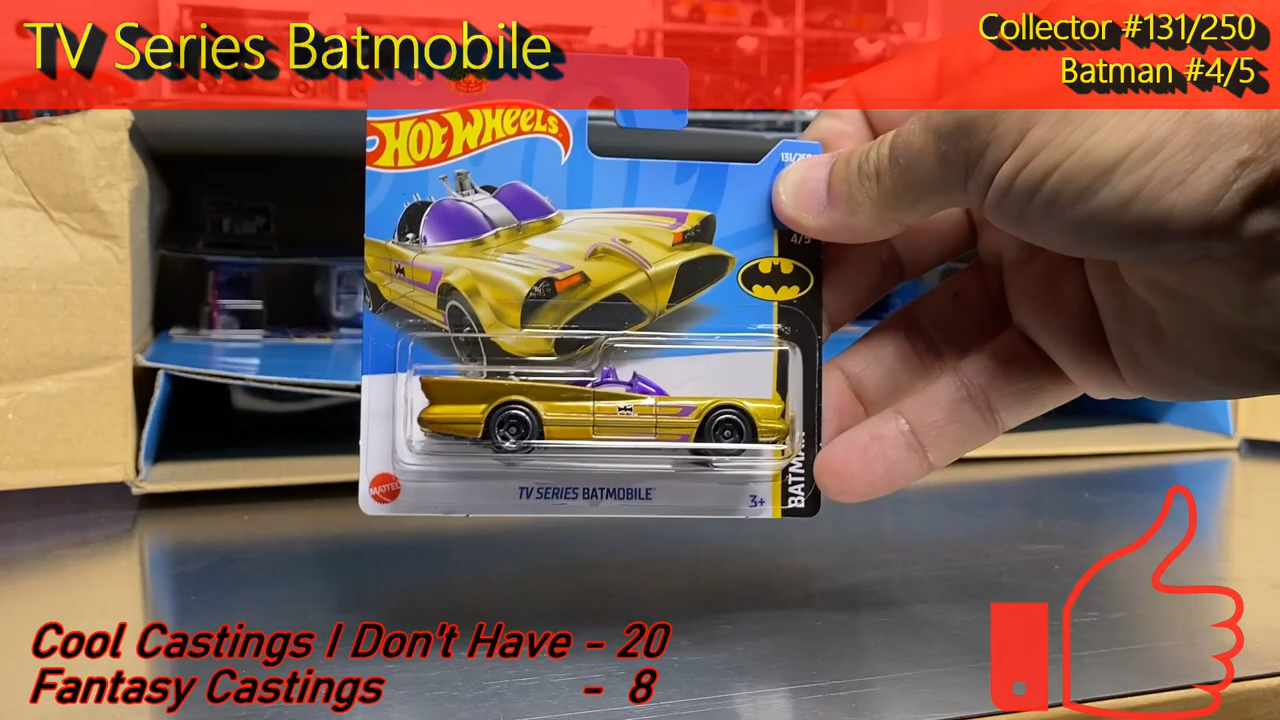 TV Series Batmobile
Collector #131/250
Batman #4/5
HOT WHEELS
131/250
4/5
MATTEL
TV SERIES BATMOBILE
3+
BATMAN
Cool Castings I Don't Have - 20
Fantasy Castings - 8